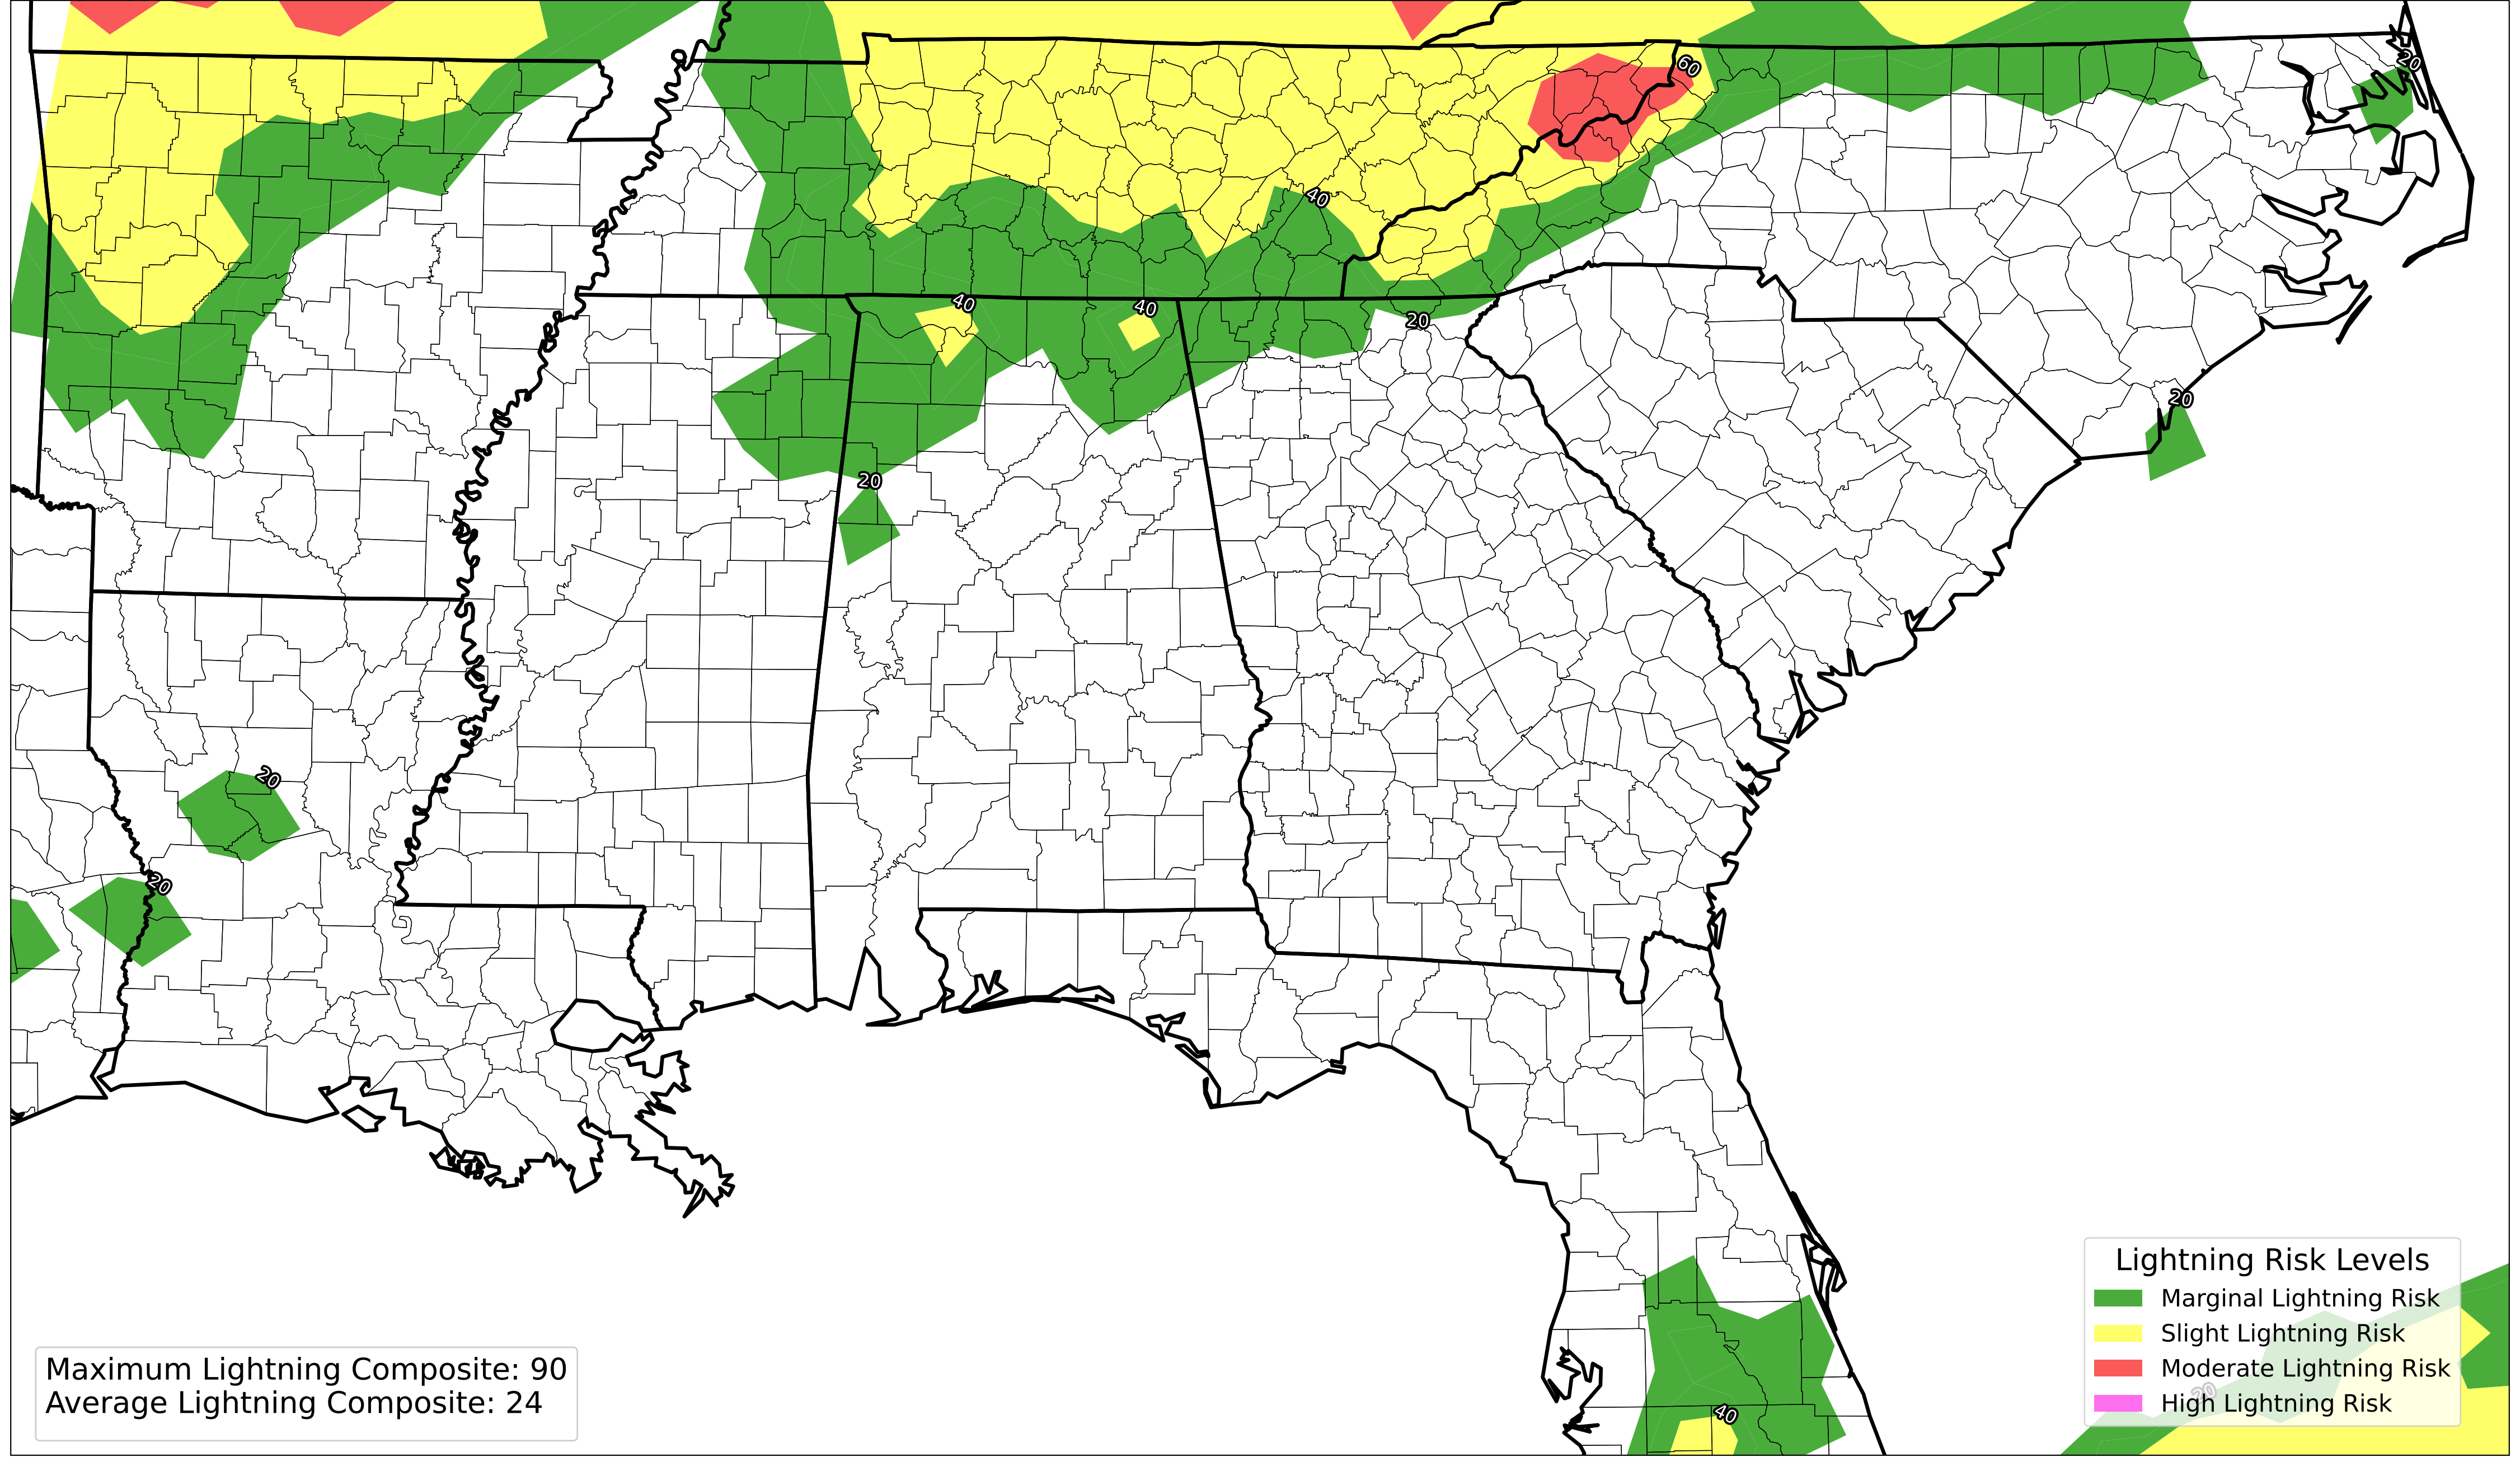 60
20
40
40
40
20
20
20
20
20
Lightning Risk Levels
Marginal Lightning Risk
Slight Lightning Risk
Moderate Lightning Risk
High Lightning Risk
Maximum Lightning Composite: 90
Average Lightning Composite: 24
20
40